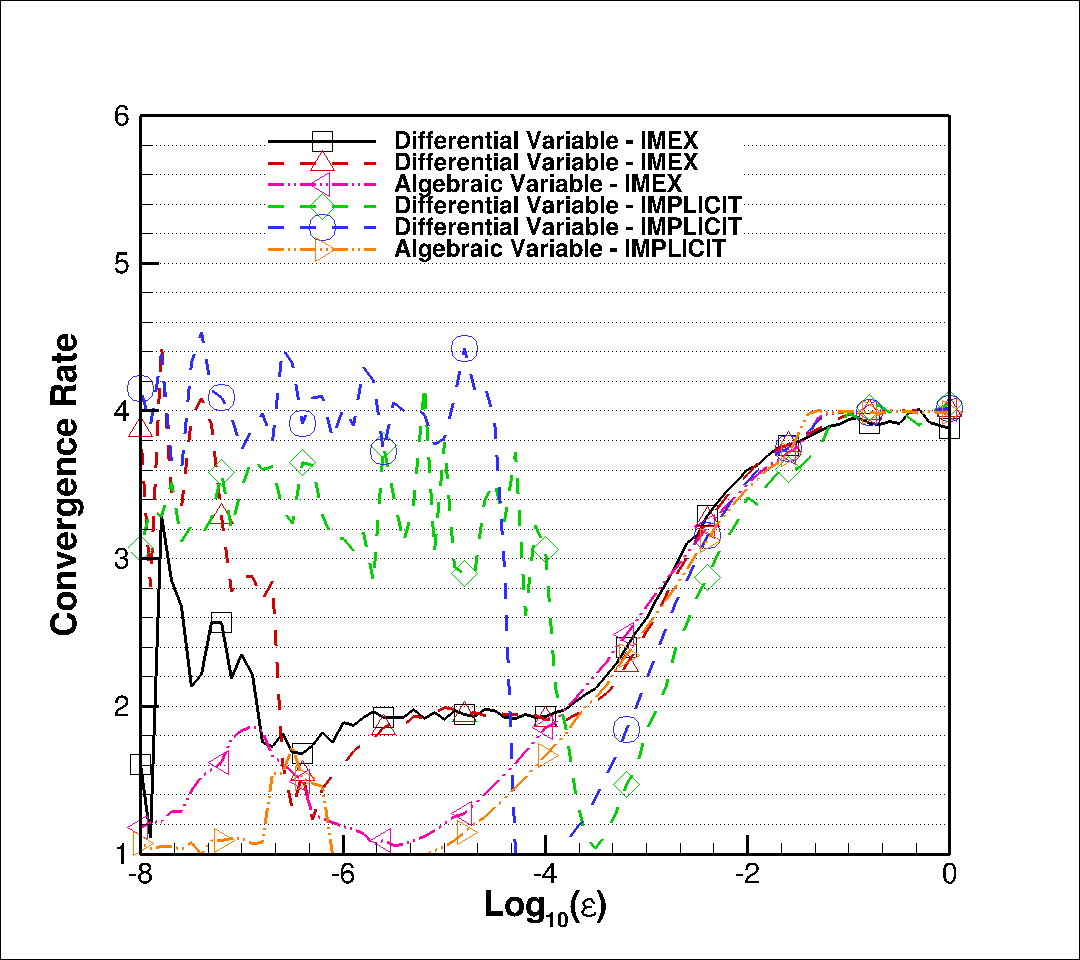 6
Differential Variable - IMEX
Differential Variable - IMEX
Algebraic Variable - IMEX
Differential Variable - IMPLICIT
Differential Variable - IMPLICIT
Algebraic Variable - IMPLICIT
5
4
3
2
1
Convergence Rate
-8 -6 -4 -2 0
Log10(ε)